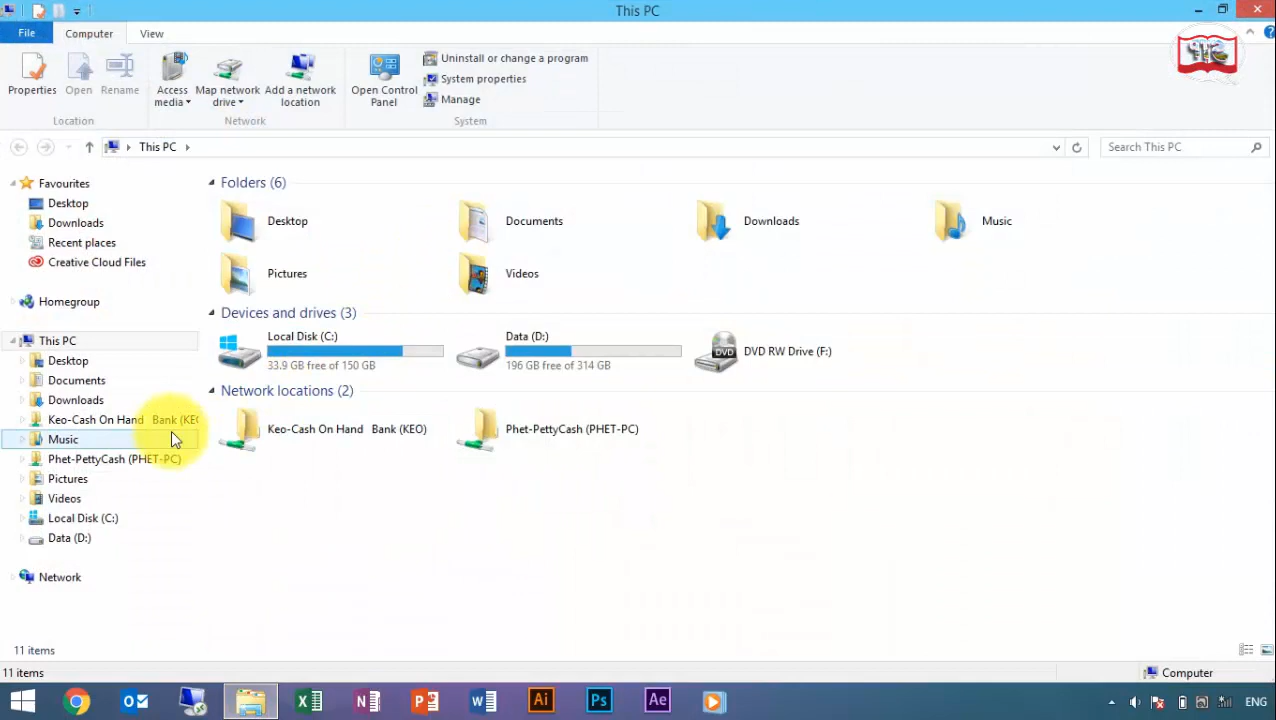 This PC
File
Computer
View
Properties
Open
Rename
Access media
Map network drive
Add a network location
Open Control Panel
Uninstall or change a program
System properties
Manage
Location
Network
System
This PC
Search This PC
Favourites
Desktop
Downloads
Recent places
Creative Cloud Files
Homegroup
This PC
Desktop
Documents
Downloads
Keo-Cash On Hand Bank (KEO
Music
Phet-PettyCash (PHET-PC)
Pictures
Videos
Local Disk (C:)
Data (D:)
Network
Folders (6)
Desktop
Documents
Downloads
Music
Pictures
Videos
Devices and drives (3)
Local Disk (C:)
33.9 GB free of 150 GB
Data (D:)
196 GB free of 314 GB
DVD
DVD RW Drive (F:)
Network locations (2)
Keo-Cash On Hand Bank (KEO)
Phet-PettyCash (PHET-PC)
11 items
11 items
Computer
Ai
Ps
Ae
ENG